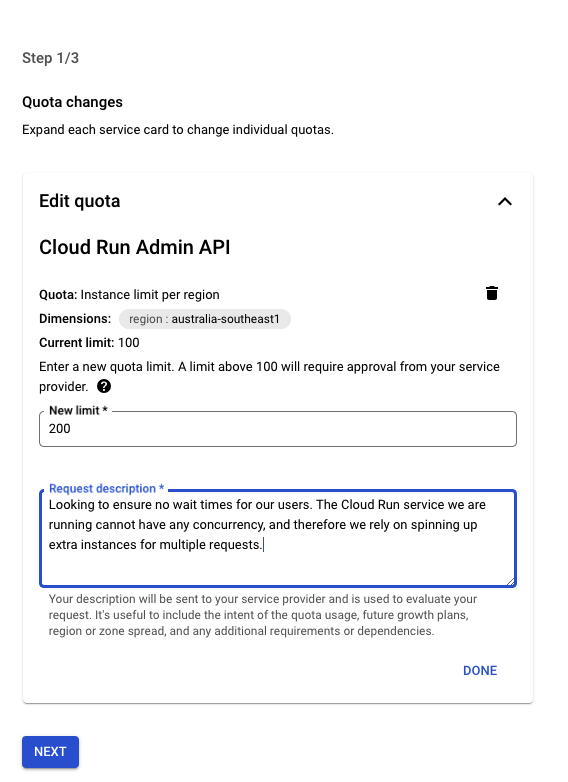 Step 1/3
Quota changes
Expand each service card to change individual quotas.
Edit quota
Cloud Run Admin API
Quota: Instance limit per region
Dimensions: region : australia-southeast1
Current limit: 100
Enter a new quota limit. A limit above 100 will require approval from your service
provider. ?
New limit *
200
Request description *
Looking to ensure no wait times for our users. The Cloud Run service we are
running cannot have any concurrency, and therefore we rely on spinning up
extra instances for multiple requests.
Your description will be sent to your service provider and is used to evaluate your
request. It's useful to include the intent of the quota usage, future growth plans,
region or zone spread, and any additional requirements or dependencies.
DONE
NEXT